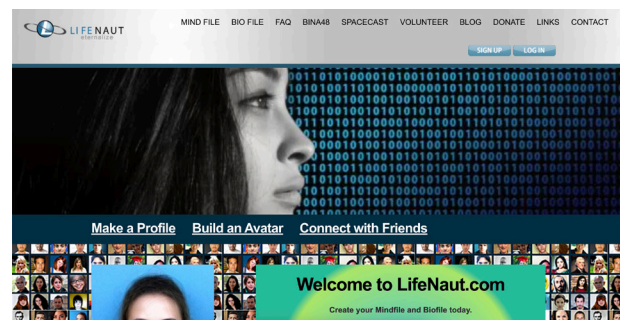 MIND FILE BIO FILE FAQ BINA48 SPACECAST VOLUNTEER BLOG DONATE LINKS CONTACT
LIFENAUT
eternalize
SIGN UP LOG IN
Make a Profile Build an Avatar Connect with Friends
Welcome to LifeNaut.com
Create your Mindfile and Biofile today.